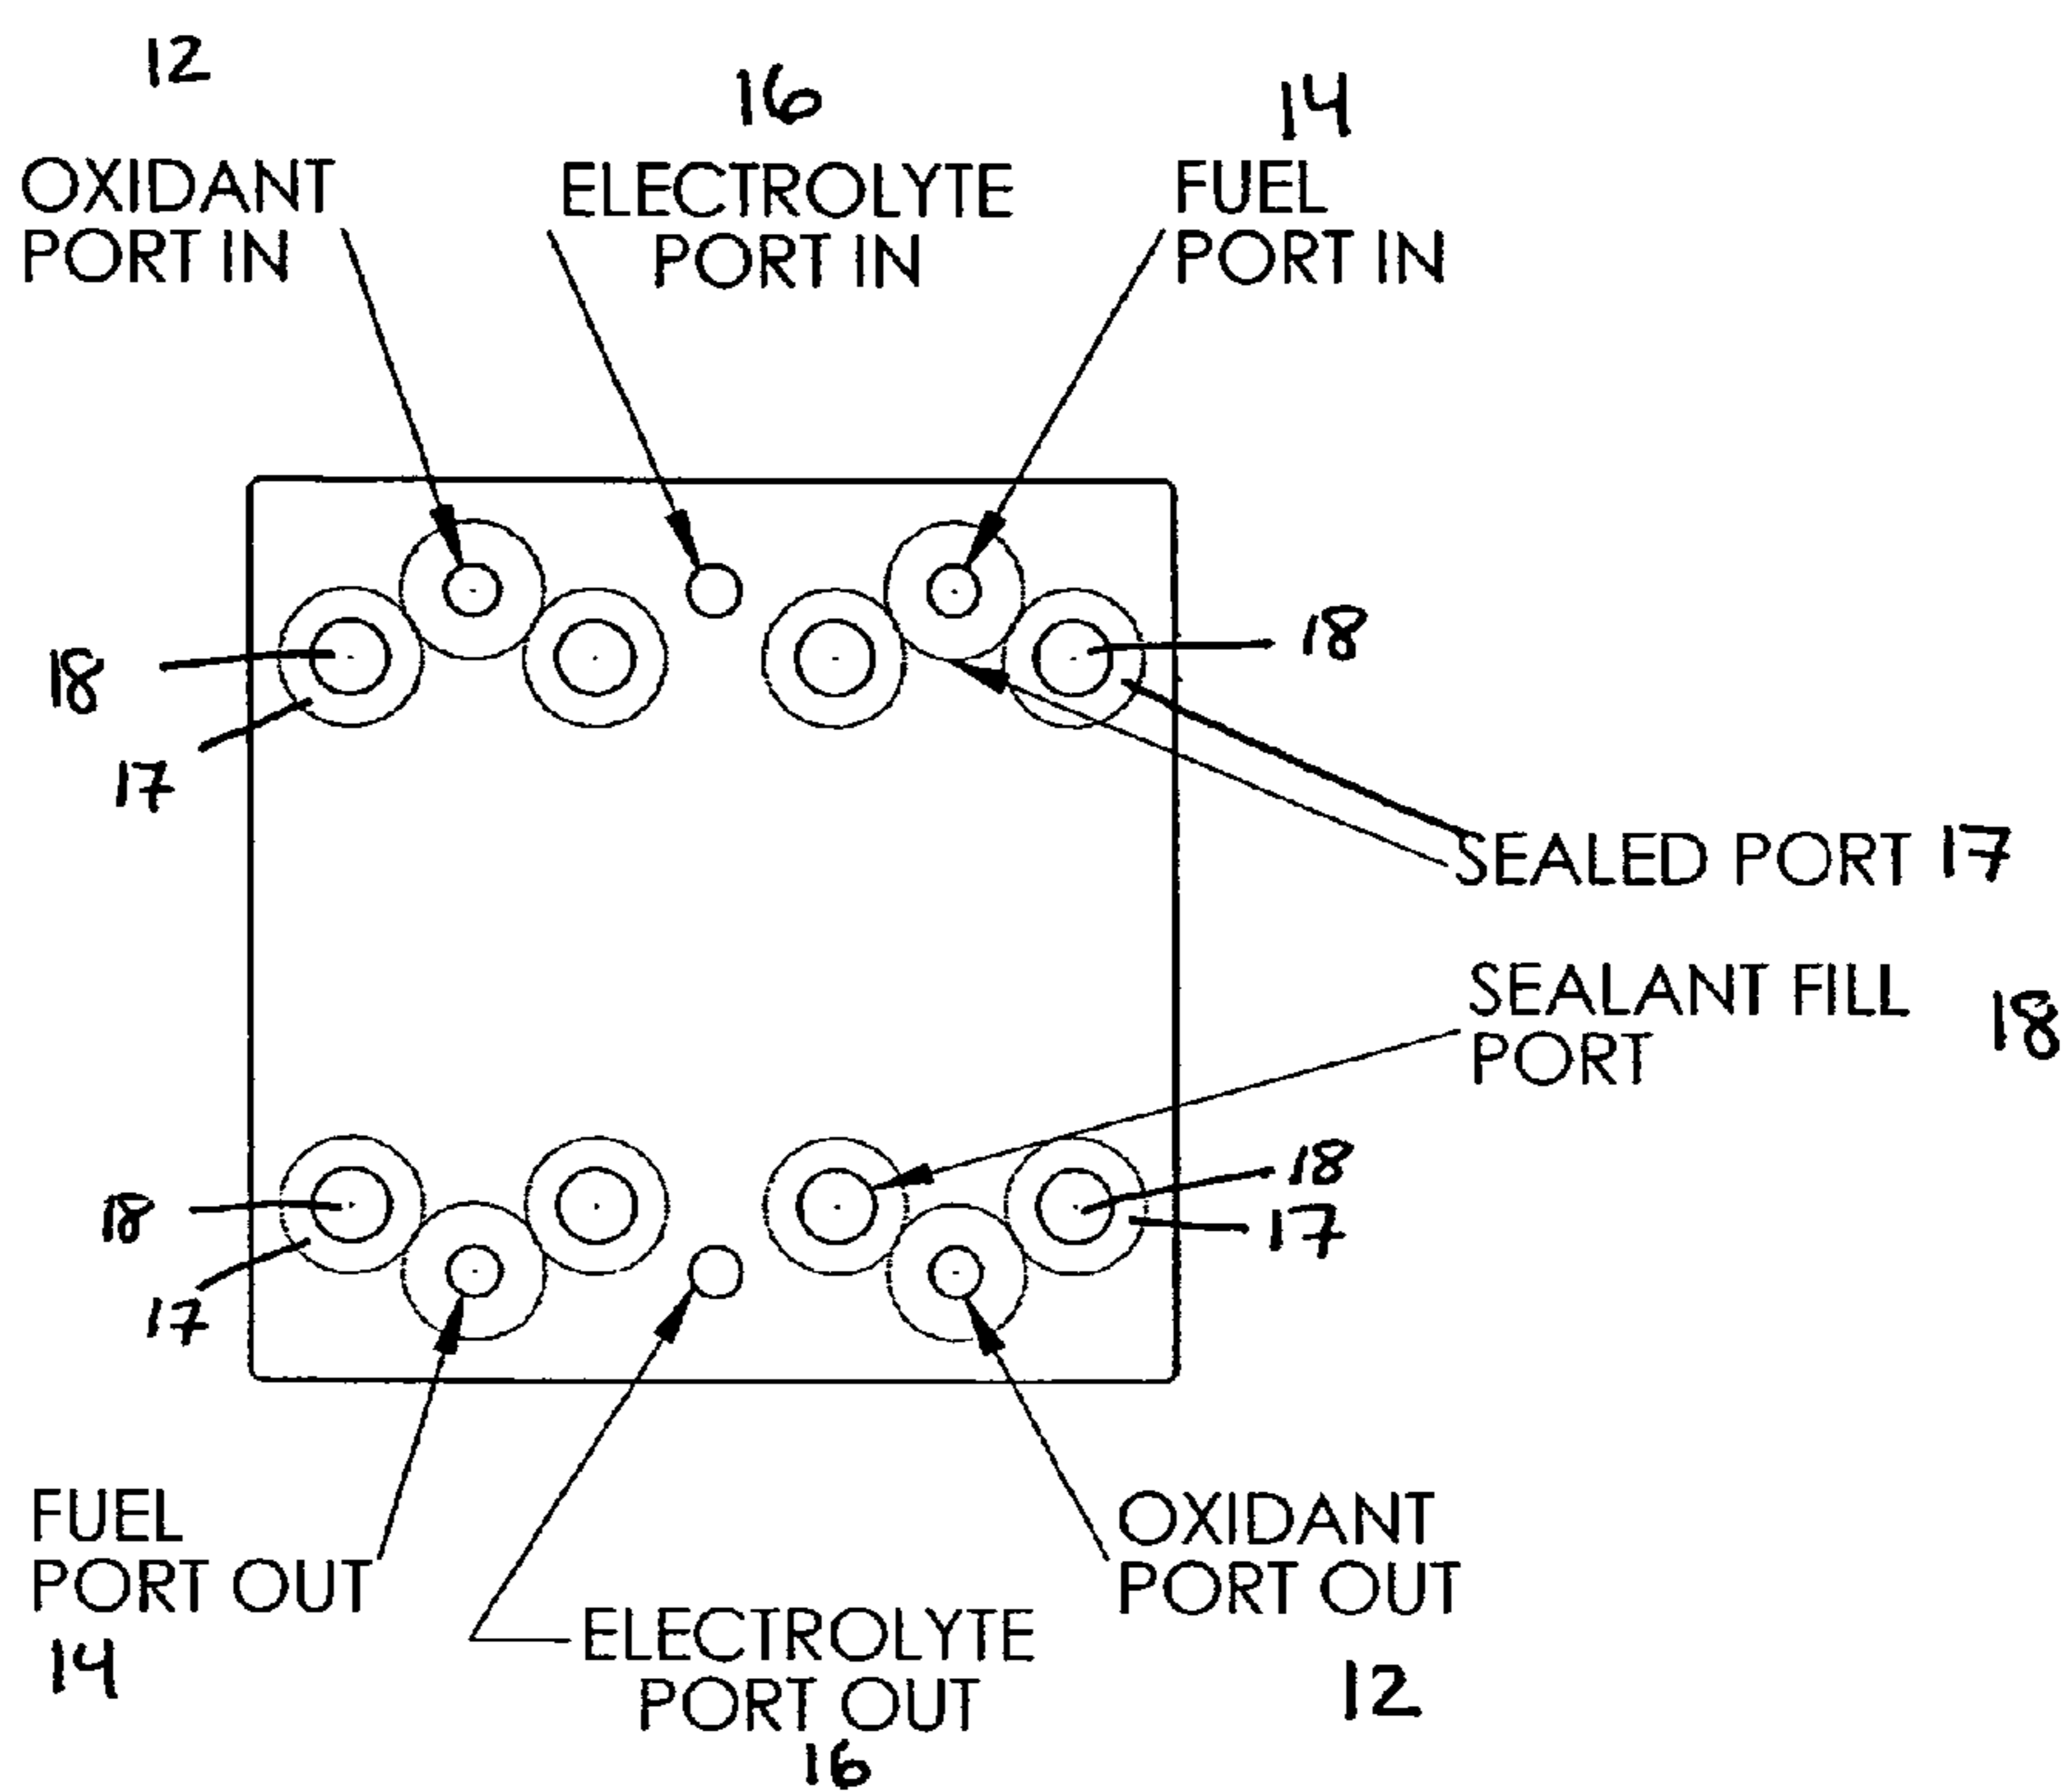 12
16
14
OXIDANT
PORT IN
ELECTROLYTE
PORT IN
FUEL
PORT IN
18
18
17
SEALED PORT 17
SEALANT FILL
PORT
18
18
18
17
17
FUEL
PORT OUT
14
ELECTROLYTE
PORT OUT
16
OXIDANT
PORT OUT
12